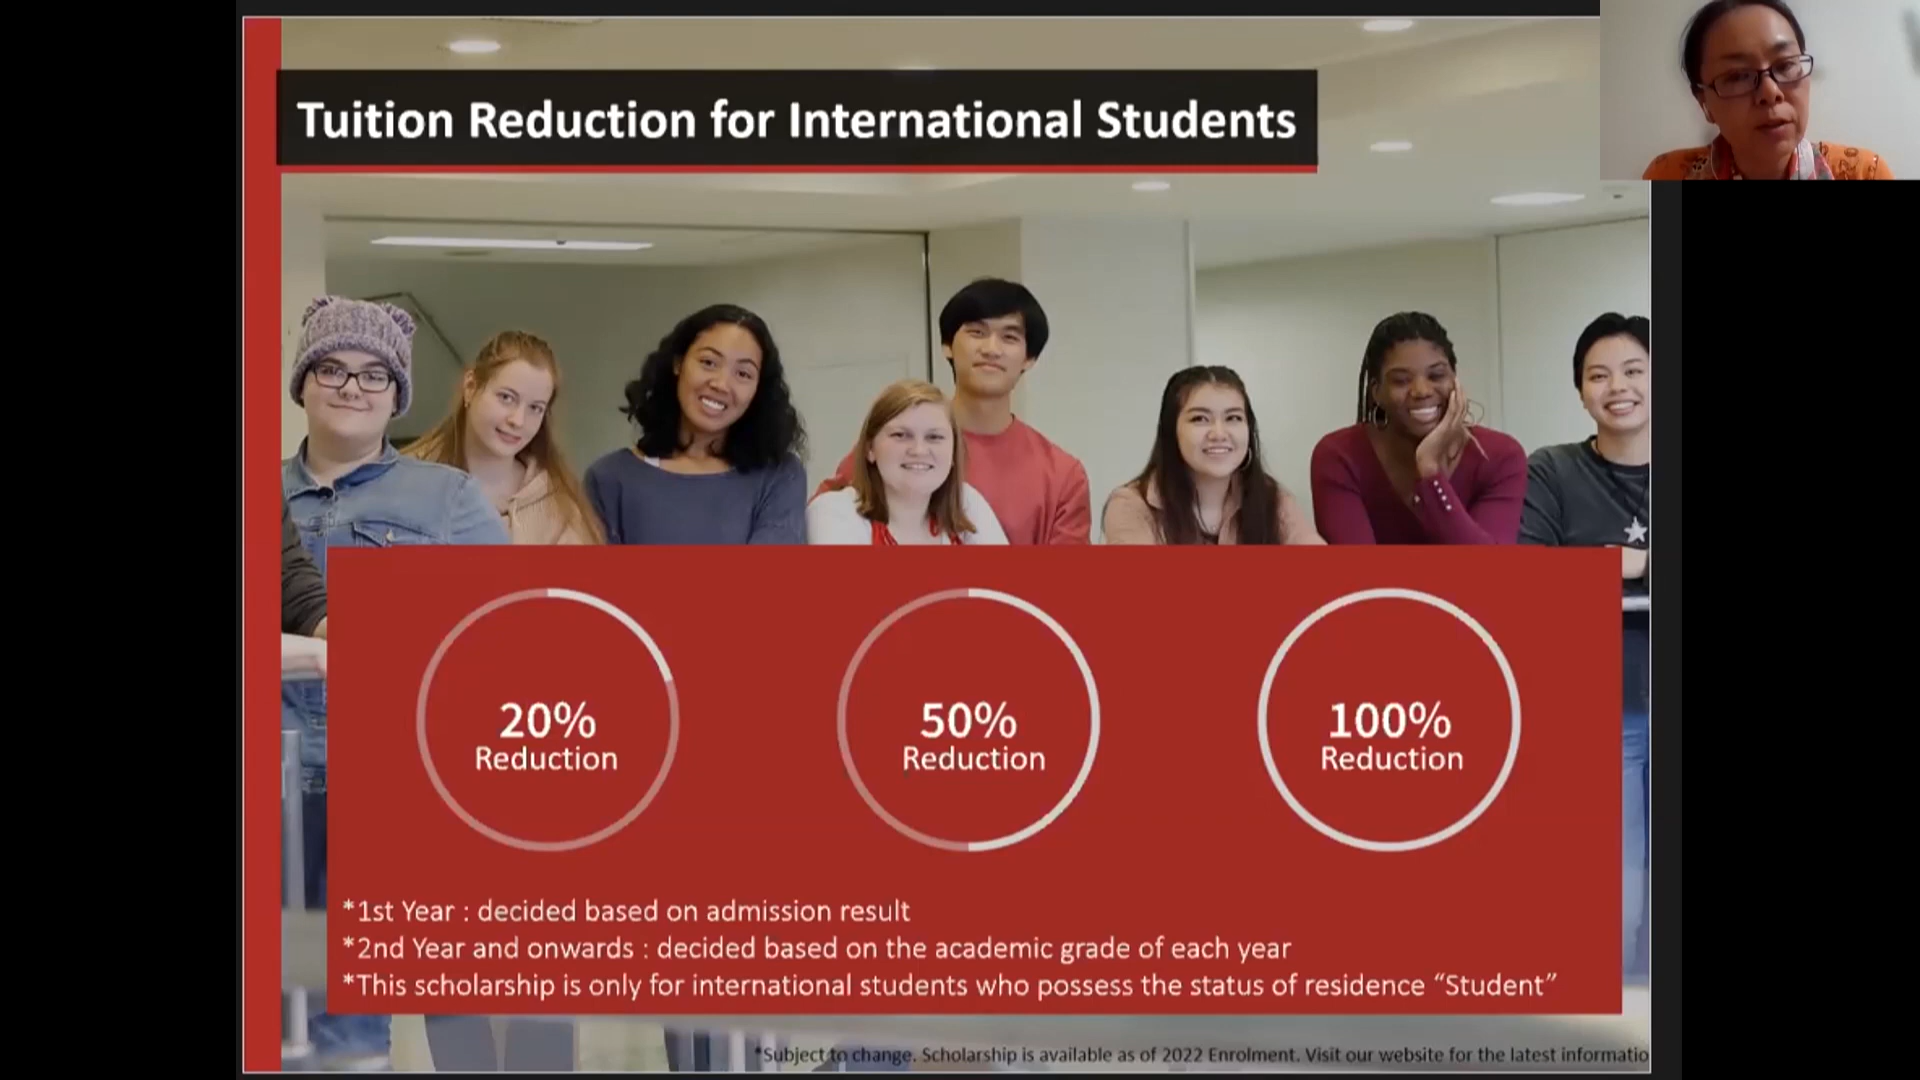 Tuition Reduction for International Students
20%
Reduction
50%
Reduction
100%
Reduction
*1st Year : decided based on admission result
*2nd Year and onwards : decided based on the academic grade of each year
*This scholarship is only for international students who possess the status of residence “Student”
*Subject to change. Scholarship is available as of 2022 Enrolment. Visit our website for the latest informatio